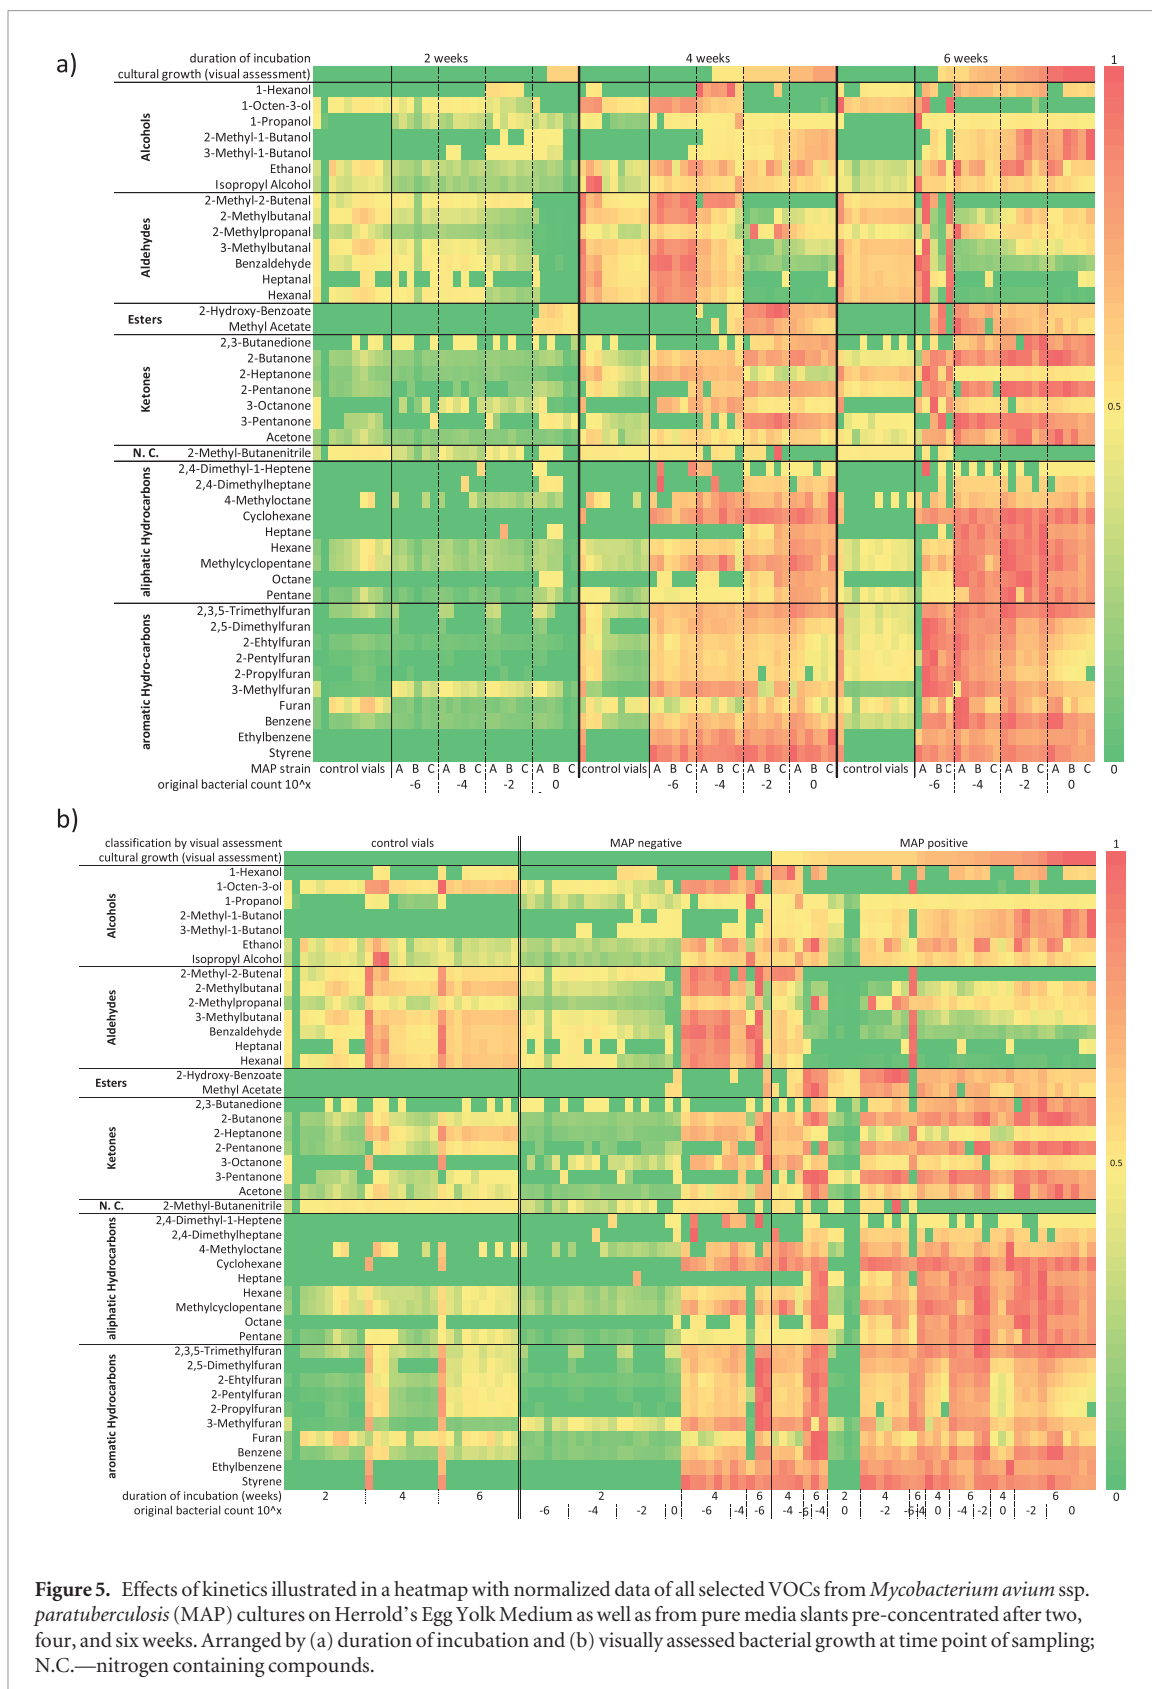 a)
duration of incubation 2 weeks 4 weeks 6 weeks 1
cultural growth (visual assessment)
Alcohols
1-Hexanol
1-Octen-3-ol
1-Propanol
2-Methyl-1-Butanol
3-Methyl-1-Butanol
Ethanol
Isopropyl Alcohol
Aldehydes
2-Methyl-2-Butenal
2-Methylbutanal
2-Methylpropanal
3-Methylbutanal
Benzaldehyde
Heptanal
Hexanal
Esters
2-Hydroxy-Benzoate
Methyl Acetate
Ketones
2,3-Butanedione
2-Butanone
2-Heptanone
2-Pentanone
3-Octanone
3-Pentanone
Acetone
0.5
N. C. 2-Methyl-Butanenitrile
aliphatic Hydrocarbons
2,4-Dimethyl-1-Heptene
2,4-Dimethylheptane
4-Methyloctane
Cyclohexane
Heptane
Hexane
Methylcyclopentane
Octane
Pentane
aromatic Hydro-carbons
2,3,5-Trimethylfuran
2,5-Dimethylfuran
2-Ehtylfuran
2-Pentylfuran
2-Propylfuran
3-Methylfuran
Furan
Benzene
Ethylbenzene
Styrene
MAP strain control vials A B C A B C A B C A B C control vials A B C A B C A B C A B C control vials A B C A B C A B C A B C 0
original bacterial count 10^x -6 -4 -2 0 -6 -4 -2 0 -6 -4 -2 0
b)
classification by visual assessment control vials MAP negative MAP positive 1
cultural growth (visual assessment)
Alcohols
1-Hexanol
1-Octen-3-ol
1-Propanol
2-Methyl-1-Butanol
3-Methyl-1-Butanol
Ethanol
Isopropyl Alcohol
Aldehydes
2-Methyl-2-Butenal
2-Methylbutanal
2-Methylpropanal
3-Methylbutanal
Benzaldehyde
Heptanal
Hexanal
Esters
2-Hydroxy-Benzoate
Methyl Acetate
Ketones
2,3-Butanedione
2-Butanone
2-Heptanone
2-Pentanone
3-Octanone
3-Pentanone
Acetone
0.5
N. C. 2-Methyl-Butanenitrile
aliphatic Hydrocarbons
2,4-Dimethyl-1-Heptene
2,4-Dimethylheptane
4-Methyloctane
Cyclohexane
Heptane
Hexane
Methylcyclopentane
Octane
Pentane
aromatic Hydrocarbons
2,3,5-Trimethylfuran
2,5-Dimethylfuran
2-Ehtylfuran
2-Pentylfuran
2-Propylfuran
3-Methylfuran
Furan
Benzene
Ethylbenzene
Styrene
duration of incubation (weeks) 2 4 6 2 4 6 4 6 2 4 6 4 6 4 6 0
original bacterial count 10^x -6 -4 -2 0 -6 -4 -6 -4 -6 -4 0 -2 -6 -4 0 -4 -2 0 -2 0
Figure 5. Effects of kinetics illustrated in a heatmap with normalized data of all selected VOCs from Mycobacterium avium ssp.
paratuberculosis (MAP) cultures on Herrold's Egg Yolk Medium as well as from pure media slants pre-concentrated after two,
four, and six weeks. Arranged by (a) duration of incubation and (b) visually assessed bacterial growth at time point of sampling;
N.C.—nitrogen containing compounds.